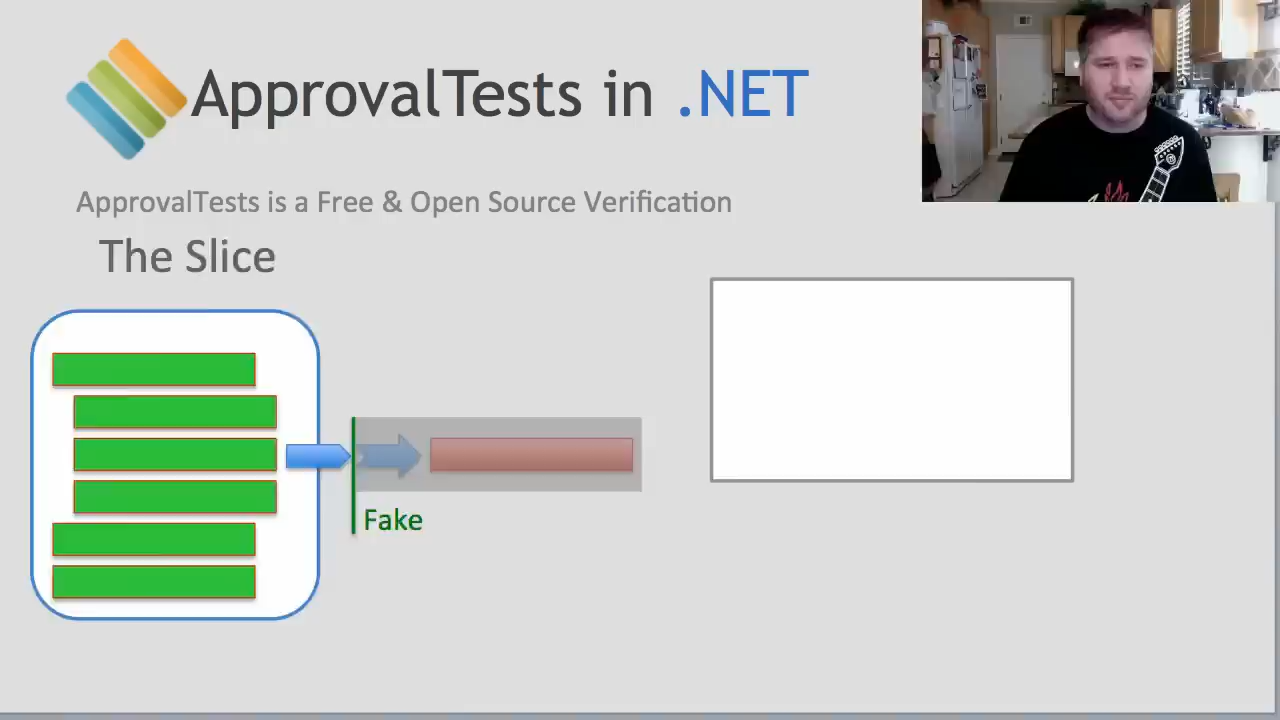 ApprovalTests in .NET
ApprovalTests is a Free & Open Source Verification
The Slice
Fake